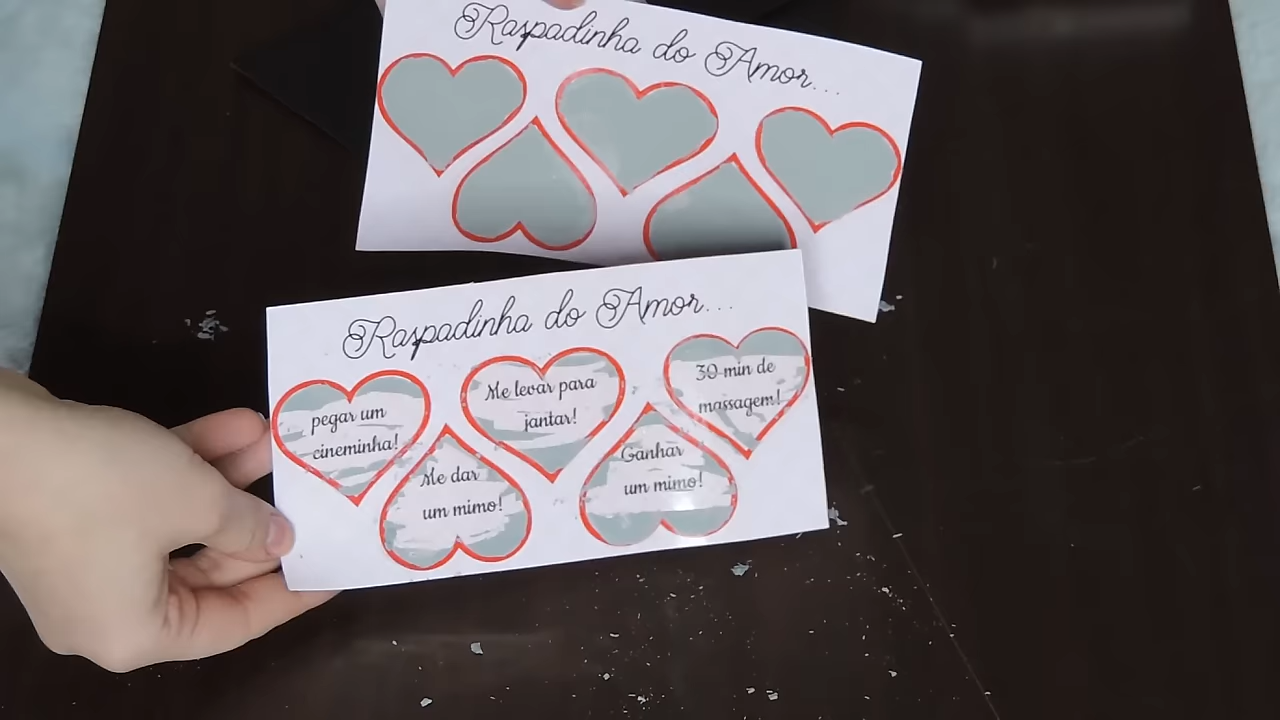 Raspadinha do Amor...
Raspadinha do Amor...
pegar um
cineminha!
Me dar
um mimo!
Me levar para
jantar!
Ganhar
um mimo!
30 min de
massagem!